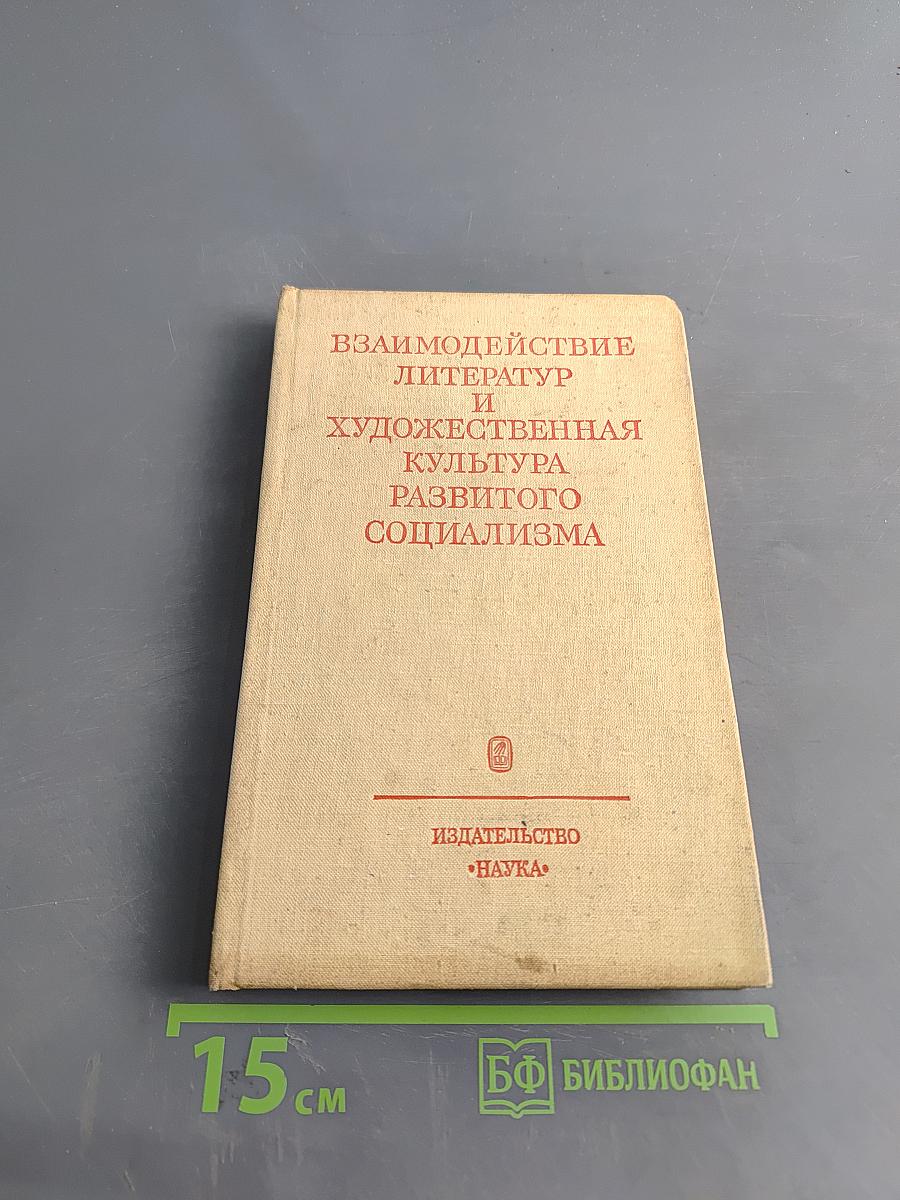 ВЗАИМОДЕЙСТВИЕ
ЛИТЕРАТУР
И
ХУДОЖЕСТВЕННАЯ
КУЛЬТУРА
РАЗВИТОГО
СОЦИАЛИЗМА
ИЗДАТЕЛЬСТВО
•НАУКА•
15 см
БФ БИБЛИОФАН